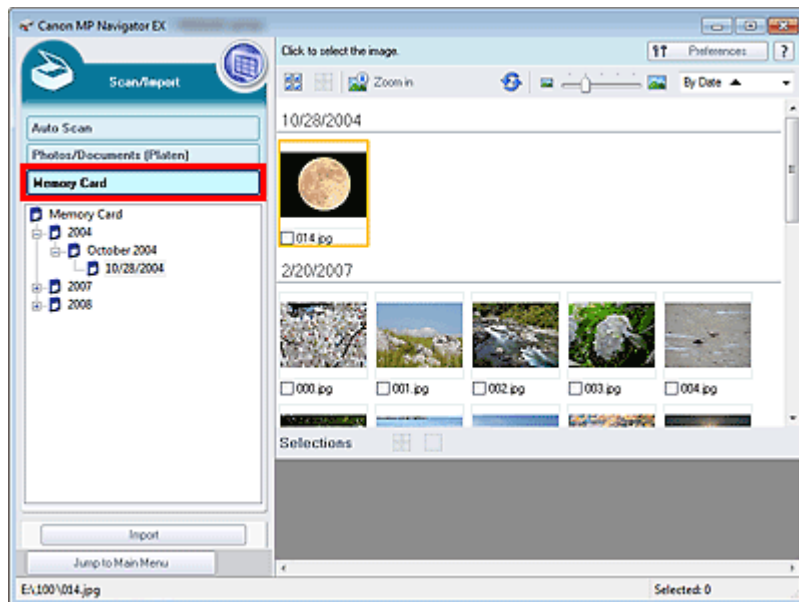 Canon MP Navigator EX
Click to select the image.
Preferences
?
Scan/Import
Zoom in
By Date
Auto Scan
Photos/Documents (Platen)
Memory Card
Memory Card
2004
October 2004
10/28/2004
2007
2008
10/28/2004
014.jpg
2/20/2007
000.jpg
001.jpg
002.jpg
003.jpg
004.jpg
Selections
Import
Jump to Main Menu
E:\100\014.jpg
Selected: 0